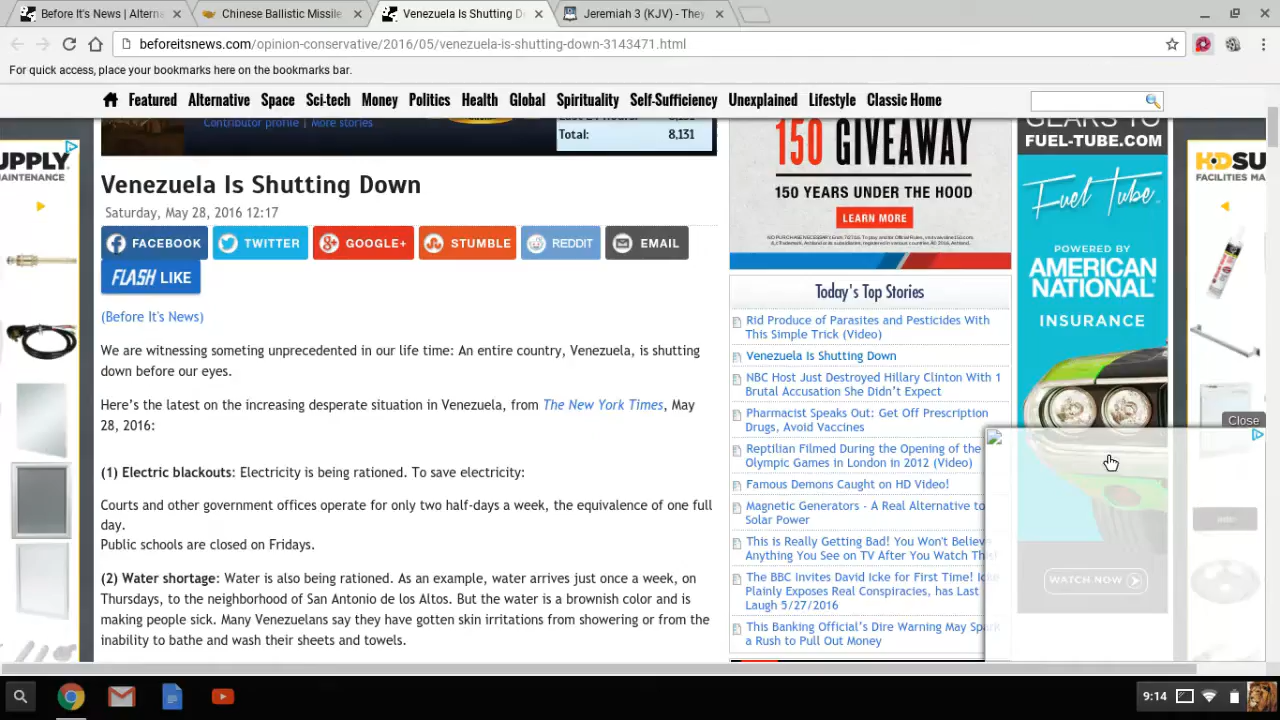 Before It's News | Alterna
Chinese Ballistic Missile
Venezuela Is Shutting D
Jeremiah 3 (KJV) - They
beforeitsnews.com/opinion-conservative/2016/05/venezuela-is-shutting-down-3143471.html
For quick access, place your bookmarks here on the bookmarks bar.
Featured Alternative Space Sci-tech Money Politics Health Global Spirituality Self-Sufficiency Unexplained Lifestyle Classic Home
Contributor profile | More stories
Total: 8,131
Venezuela Is Shutting Down
Saturday, May 28, 2016 12:17
FACEBOOK TWITTER GOOGLE+ STUMBLE REDDIT EMAIL
FLASH LIKE
(Before It's News)
We are witnessing someting unprecedented in our life time: An entire country, Venezuela, is shutting
down before our eyes.
Here's the latest on the increasing desperate situation in Venezuela, from The New York Times, May
28, 2016:
(1) Electric blackouts: Electricity is being rationed. To save electricity:
Courts and other government offices operate for only two half-days a week, the equivalent of one full
day.
Public schools are closed on Fridays.
(2) Water shortage: Water is also being rationed. As an example, water arrives just once a week, on
Thursdays, to the neighborhood of San Antonio de los Altos. But the water is a brownish color and is
making people sick. Many Venezuelans say they have gotten skin irritations from showering or from the
inability to bathe and wash their sheets and towels.
150 GIVEAWAY
150 YEARS UNDER THE HOOD
LEARN MORE
Today's Top Stories
Rid Produce of Parasites and Pesticides With
This Simple Trick (Video)
Venezuela Is Shutting Down
NBC Host Just Destroyed Hillary Clinton With 1
Brutal Accusation She Didn't Expect
Pharmacist Speaks Out: Get Off Prescription
Drugs, Avoid Vaccines
Reptilian Filmed During the Opening of the
Olympic Games in London in 2012 (Video)
Famous Demons Caught on HD Video!
Magnetic Generators - A Real Alternative to
Solar Power
This is Really Getting Bad! You Won't Believe
Anything You See on TV After You Watch This!
The BBC Invites David Icke for First Time! Icke
Plainly Exposes Real Conspiracies, has Last
Laugh 5/27/2016
This Banking Official's Dire Warning May Spark
a Rush to Pull Out Money
GEARS TO
FUEL-TUBE.COM
Fuel Tube
POWERED BY
AMERICAN
NATIONAL
INSURANCE
WATCH NOW
Close
UPPLY
MAINTENANCE
HDSU
FACILITIES MA
9:14